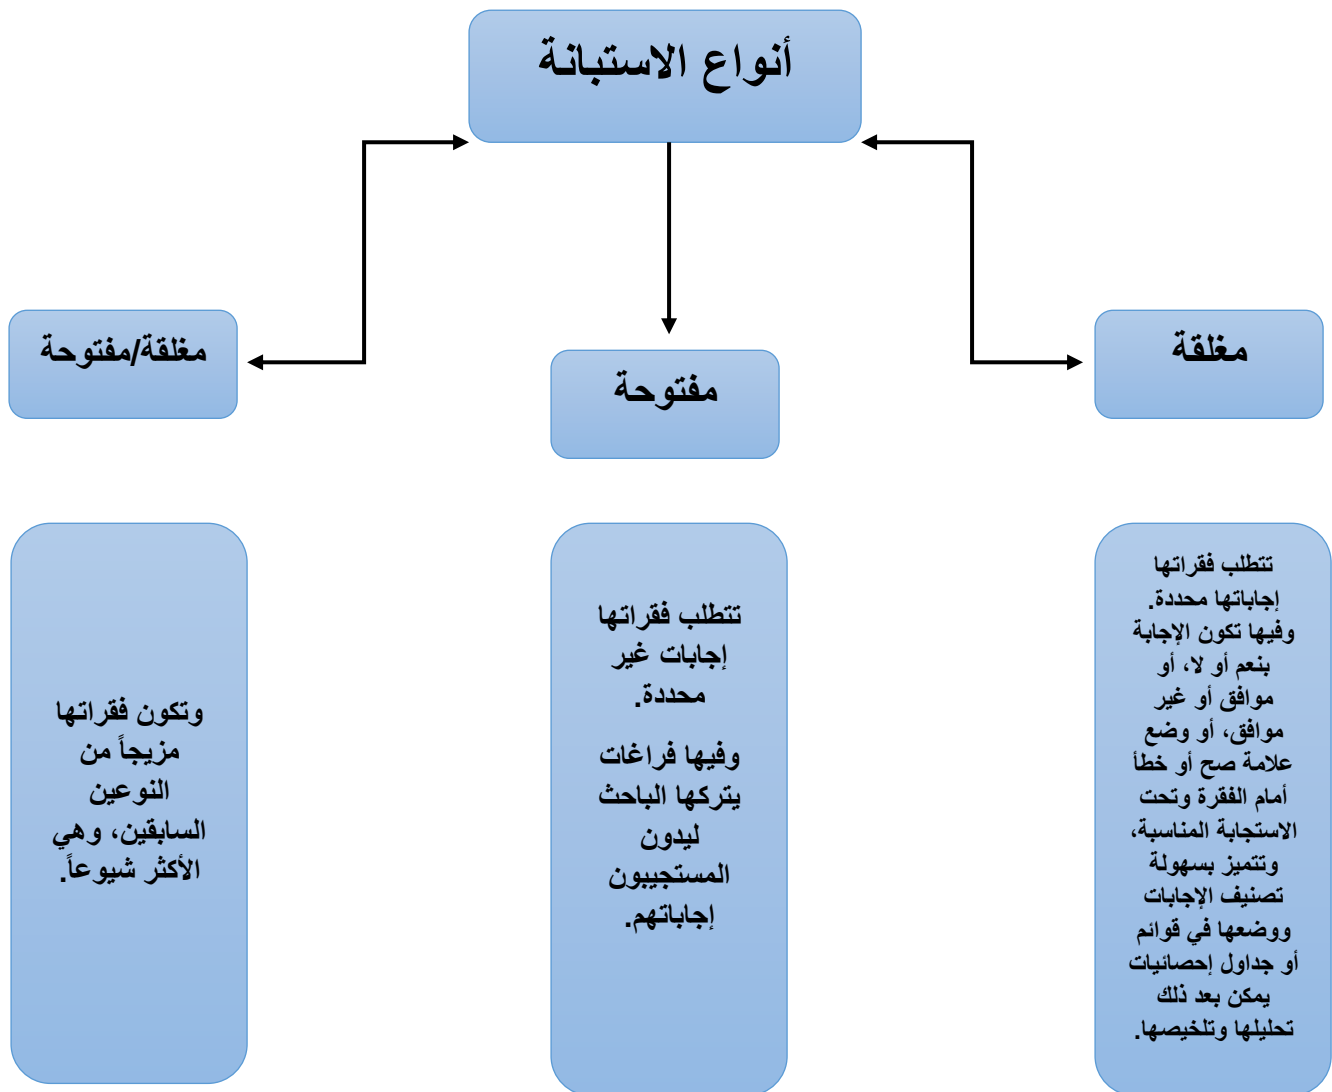 أنواع الاستبانة
مغلقة
مفتوحة
مغلقة/مفتوحة
تتطلب فقراتها
إجاباتها محددة.
وفيها تكون الإجابة
بنعم أو لا، أو
موافق أو غير
موافق، أو وضع
علامة صح أو خطأ
أمام الفقرة وتحت
الاستجابة المناسبة،
وتتميز بسهولة
تصنيف الإجابات
ووضعها في قوائم
أو جداول إحصائيات
يمكن بعد ذلك
تحليلها وتلخيصها.
تتطلب فقراتها
إجابات غير
محددة.
وفيها فراغات
يتركها الباحث
ليدون
المستجيبون
إجاباتهم.
وتكون فقراتها
مزيجاً من
النوعين
السابقين، وهي
الأكثر شيوعاً.